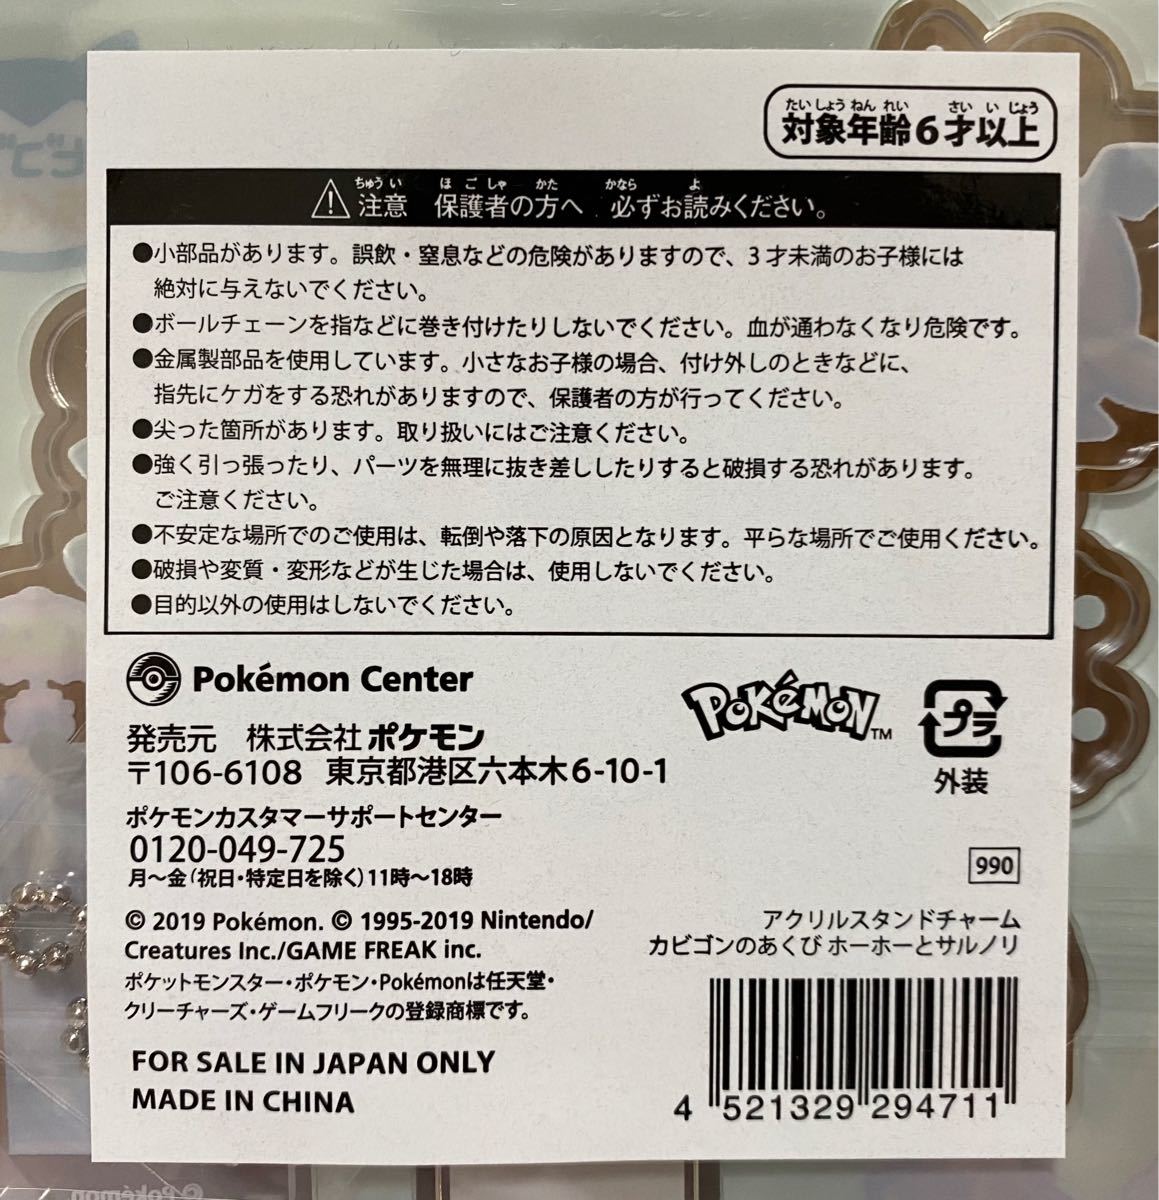 たいしょうねんれい さいいじょう
対象年齢6才以上
ちゅうい ほごしゃ かた かなら よ
注意 保護者の方へ 必ずお読みください。
●小部品があります。誤飲・窒息などの危険がありますので、3才未満のお子様には
絶対に与えないでください。
●ボールチェーンを指などに巻き付けたりしないでください。血が通わなくなり危険です。
●金属製部品を使用しています。小さなお子様の場合、付け外しのときなどに、
指先にケガをする恐れがありますので、保護者の方が行ってください。
●尖った箇所があります。取り扱いにはご注意ください。
●強く引っ張ったり、パーツを無理に抜き差ししたりすると破損する恐れがあります。
ご注意ください。
●不安定な場所でのご使用は、転倒や落下の原因となります。平らな場所でご使用ください。
●破損や変質・変形などが生じた場合は、使用しないでください。
●目的以外の使用はしないでください。
Pokémon Center
発売元 株式会社ポケモン
〒106-6108 東京都港区六本木6-10-1
ポケモンカスタマーサポートセンター
0120-049-725
月〜金(祝日・特定日を除く)11時〜18時
POKéMON™
プラ
外装
990
© 2019 Pokémon. © 1995-2019 Nintendo/
Creatures Inc./GAME FREAK inc.
ポケットモンスター・ポケモン・Pokémonは任天堂・
クリーチャーズ・ゲームフリークの登録商標です。
アクリルスタンドチャーム
カビゴンのあくび ホーホーとサルノリ
FOR SALE IN JAPAN ONLY
MADE IN CHINA
4 521329 294711
© Pokémon